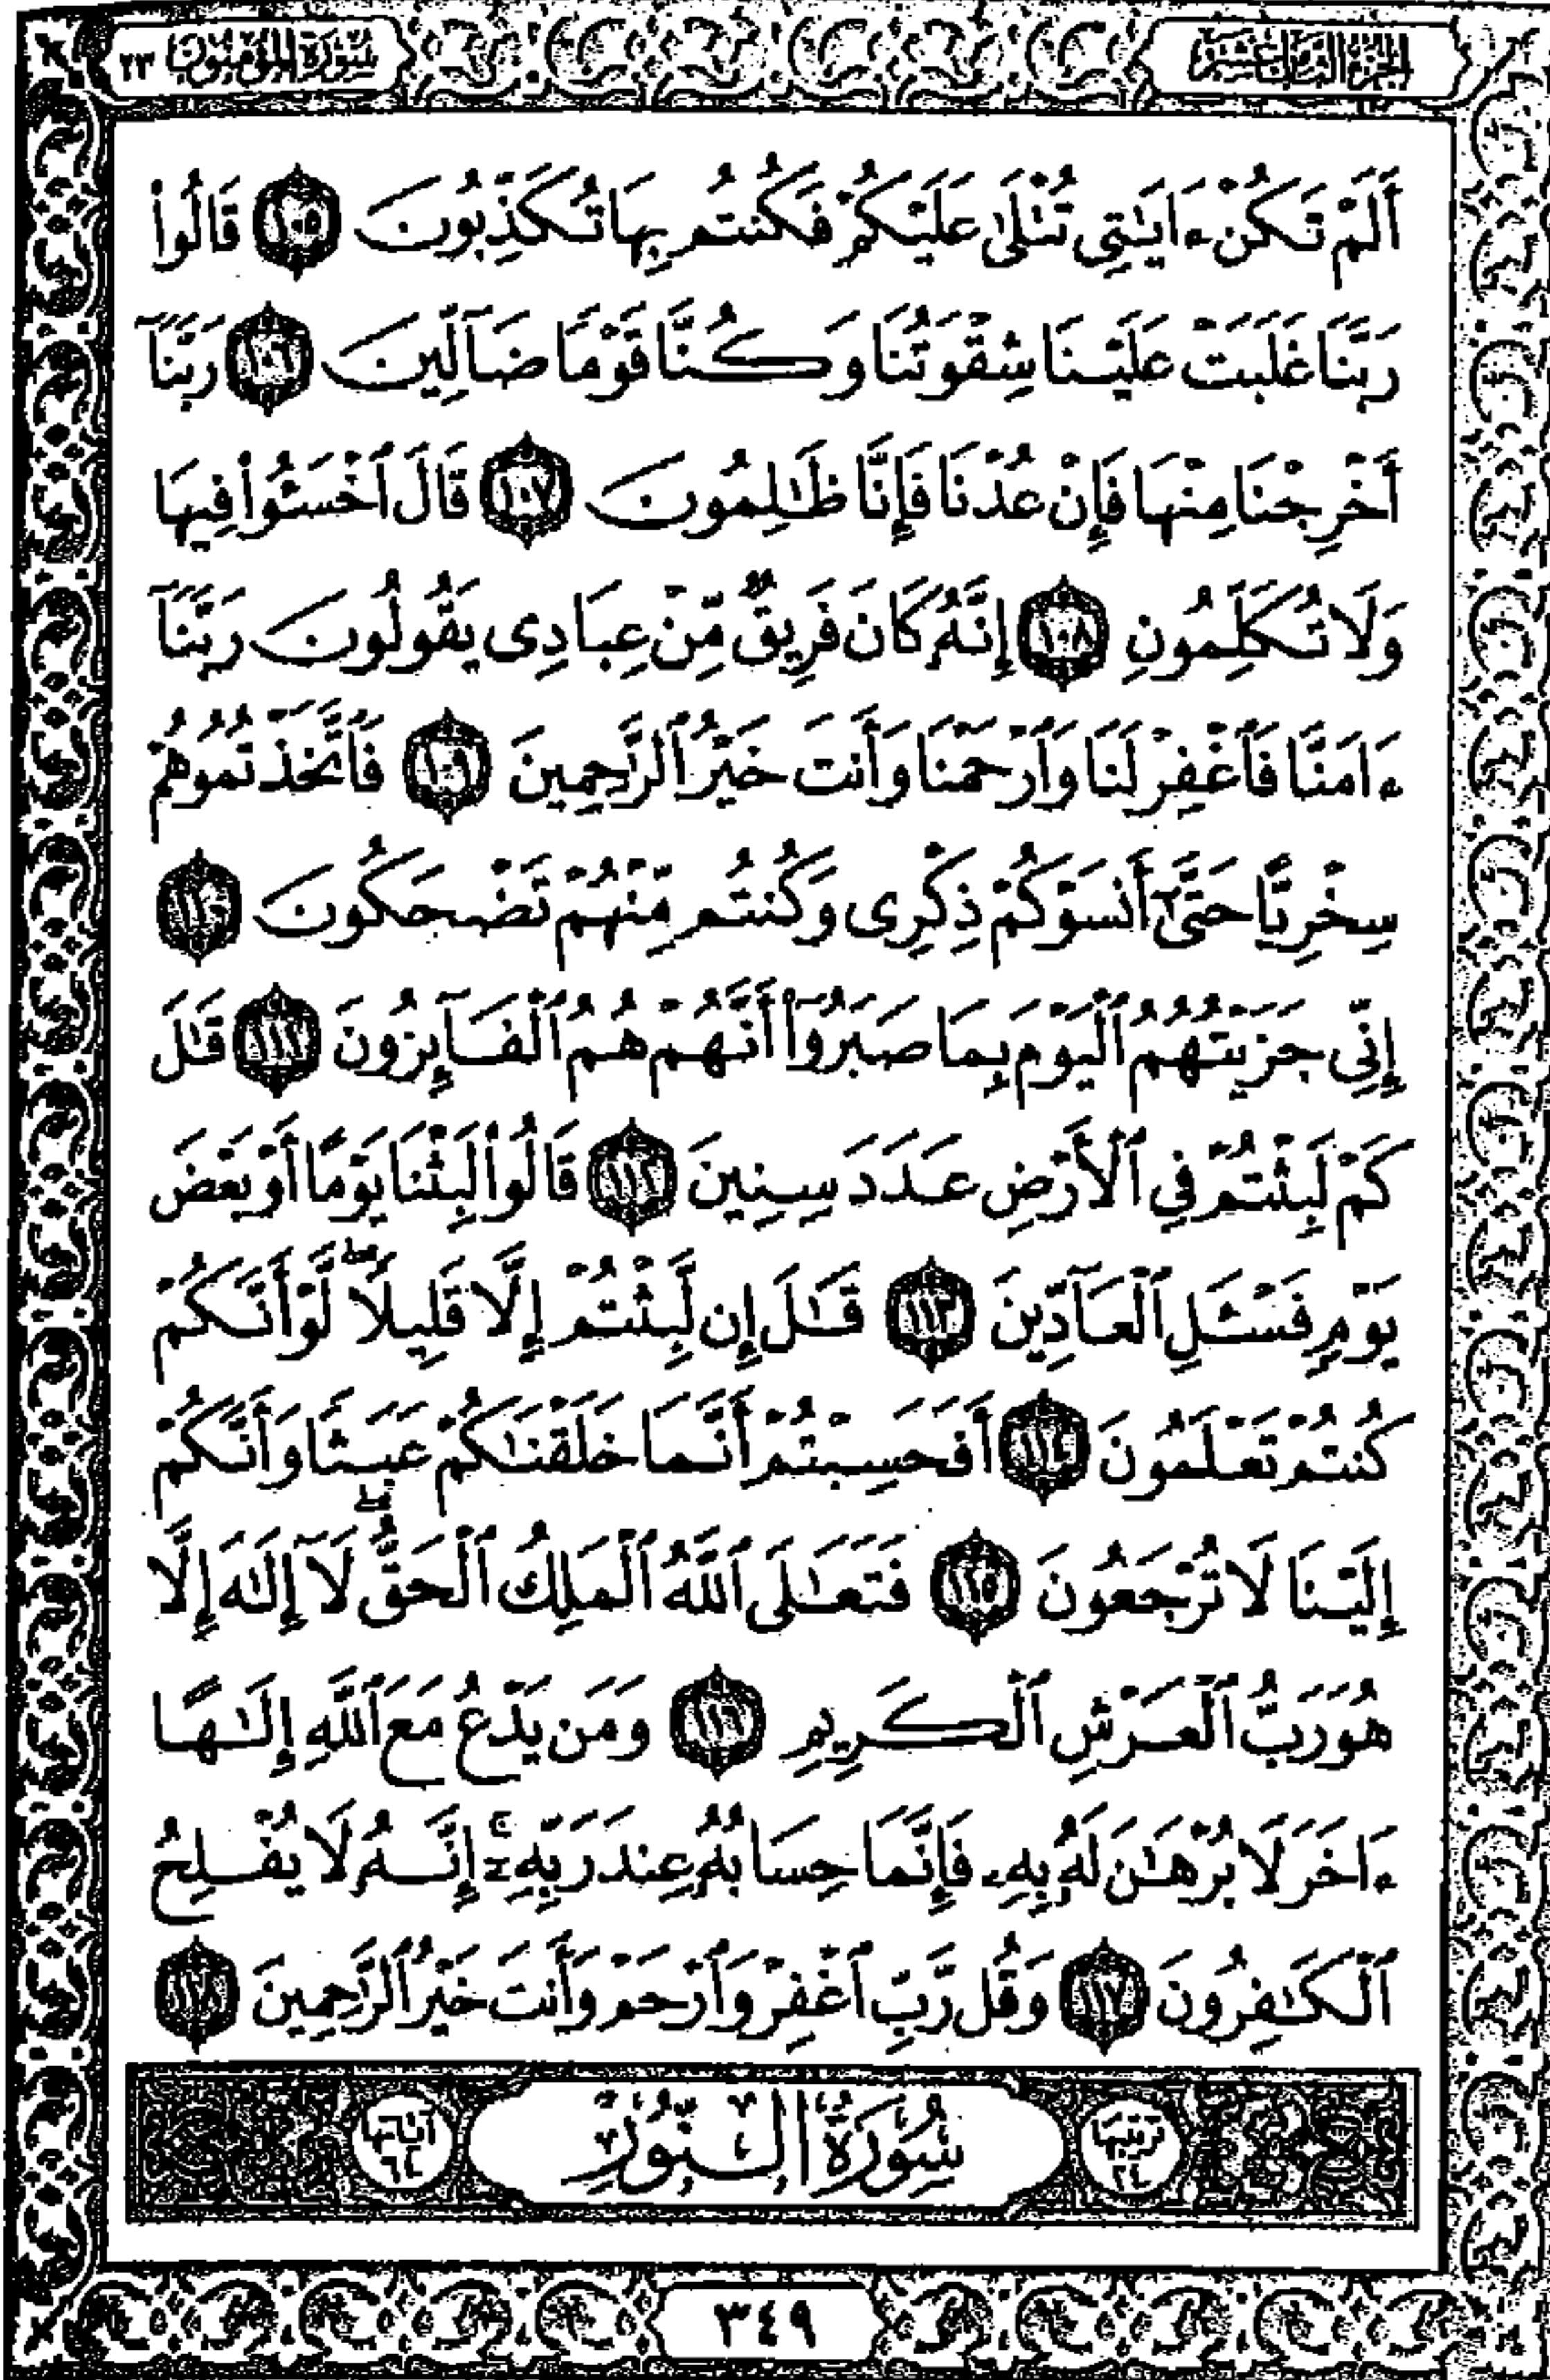 الجزء الثامن عشر
سورة المؤمنون ٢٣
أَلَمْ تَكُنْ ءَايَٰتِى تُتْلَىٰ عَلَيْكُمْ فَكُنتُم بِهَا تُكَذِّبُونَ ١٠٥ قَالُوا۟
رَبَّنَا غَلَبَتْ عَلَيْنَا شِقْوَتُنَا وَكُنَّا قَوْمًا ضَآلِّينَ ١٠٦ رَبَّنَآ
أَخْرِجْنَا مِنْهَا فَإِنْ عُدْنَا فَإِنَّا ظَٰلِمُونَ ١٠٧ قَالَ ٱخْسَـُٔوا۟ فِيهَا
وَلَا تُكَلِّمُونِ ١٠٨ إِنَّهُۥ كَانَ فَرِيقٌ مِّنْ عِبَادِى يَقُولُونَ رَبَّنَآ
ءَامَنَّا فَٱغْفِرْ لَنَا وَٱرْحَمْنَا وَأَنتَ خَيْرُ ٱلرَّٰحِمِينَ ١٠٩ فَٱتَّخَذْتُمُوهُمْ
سِخْرِيًّا حَتَّىٰٓ أَنسَوْكُمْ ذِكْرِى وَكُنتُم مِّنْهُمْ تَضْحَكُونَ ١١٠
إِنِّى جَزَيْتُهُمُ ٱلْيَوْمَ بِمَا صَبَرُوٓا۟ أَنَّهُمْ هُمُ ٱلْفَآئِزُونَ ١١١ قَٰلَ
كَمْ لَبِثْتُمْ فِى ٱلْأَرْضِ عَدَدَ سِنِينَ ١١٢ قَالُوا۟ لَبِثْنَا يَوْمًا أَوْ بَعْضَ
يَوْمٍ فَسْـَٔلِ ٱلْعَآدِّينَ ١١٣ قَٰلَ إِن لَّبِثْتُمْ إِلَّا قَلِيلًا ۖ لَّوْ أَنَّكُمْ
كُنتُمْ تَعْلَمُونَ ١١٤ أَفَحَسِبْتُمْ أَنَّمَا خَلَقْنَٰكُمْ عَبَثًا وَأَنَّكُمْ
إِلَيْنَا لَا تُرْجَعُونَ ١١٥ فَتَعَٰلَى ٱللَّهُ ٱلْمَلِكُ ٱلْحَقُّ ۖ لَآ إِلَٰهَ إِلَّا
هُوَ رَبُّ ٱلْعَرْشِ ٱلْكَرِيمِ ١١٦ وَمَن يَدْعُ مَعَ ٱللَّهِ إِلَٰهًا
ءَاخَرَ لَا بُرْهَٰنَ لَهُۥ بِهِۦ فَإِنَّمَا حِسَابُهُۥ عِندَ رَبِّهِۦٓ ۚ إِنَّهُۥ لَا يُفْلِحُ
ٱلْكَٰفِرُونَ ١١٧ وَقُل رَّبِّ ٱغْفِرْ وَٱرْحَمْ وَأَنتَ خَيْرُ ٱلرَّٰحِمِينَ ١١٨
ترتيبها ٢٤ سُورَةُ النُّورِ آياتها ٦٤
٣٤٩